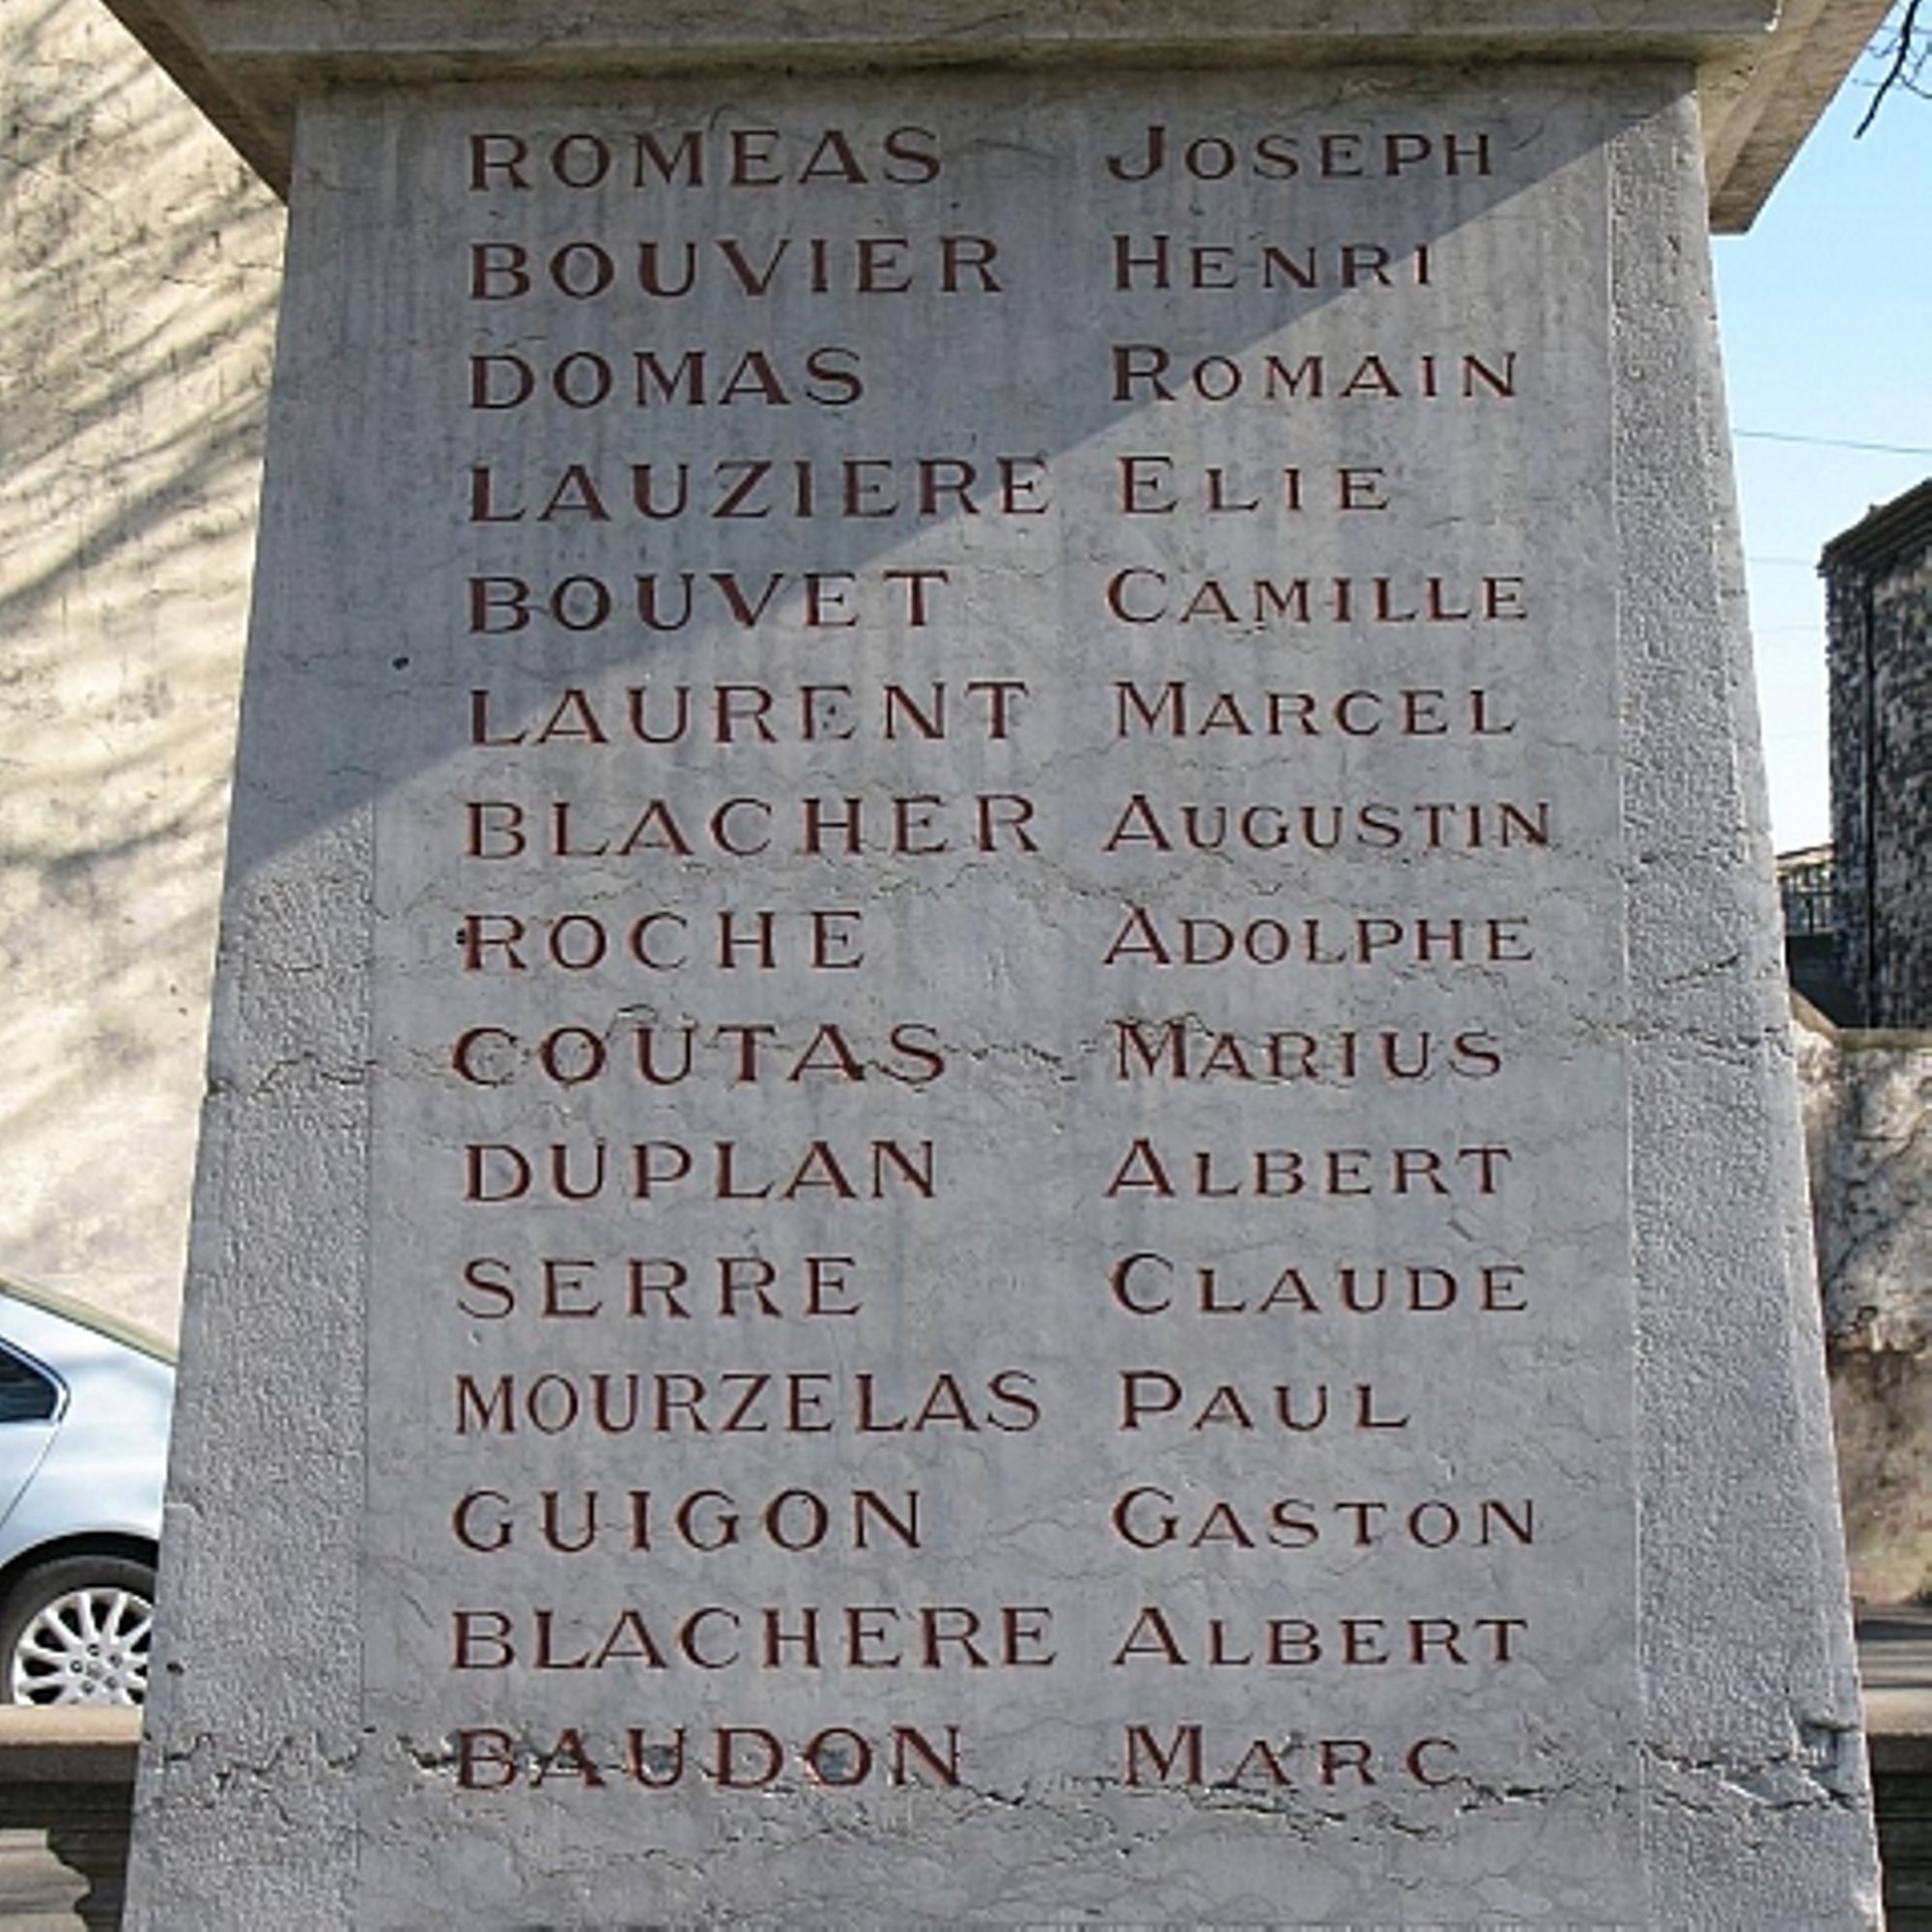 ROMEAS JOSEPH
BOUVIER HENRI
DOMAS ROMAIN
LAUZIERE ELIE
BOUVET CAMILLE
LAURENT MARCEL
BLACHER AUGUSTIN
ROCHE ADOLPHE
COUTAS MARIUS
DUPLAN ALBERT
SERRE CLAUDE
MOURZELAS PAUL
GUIGON GASTON
BLACHERE ALBERT
BAUDON MARC